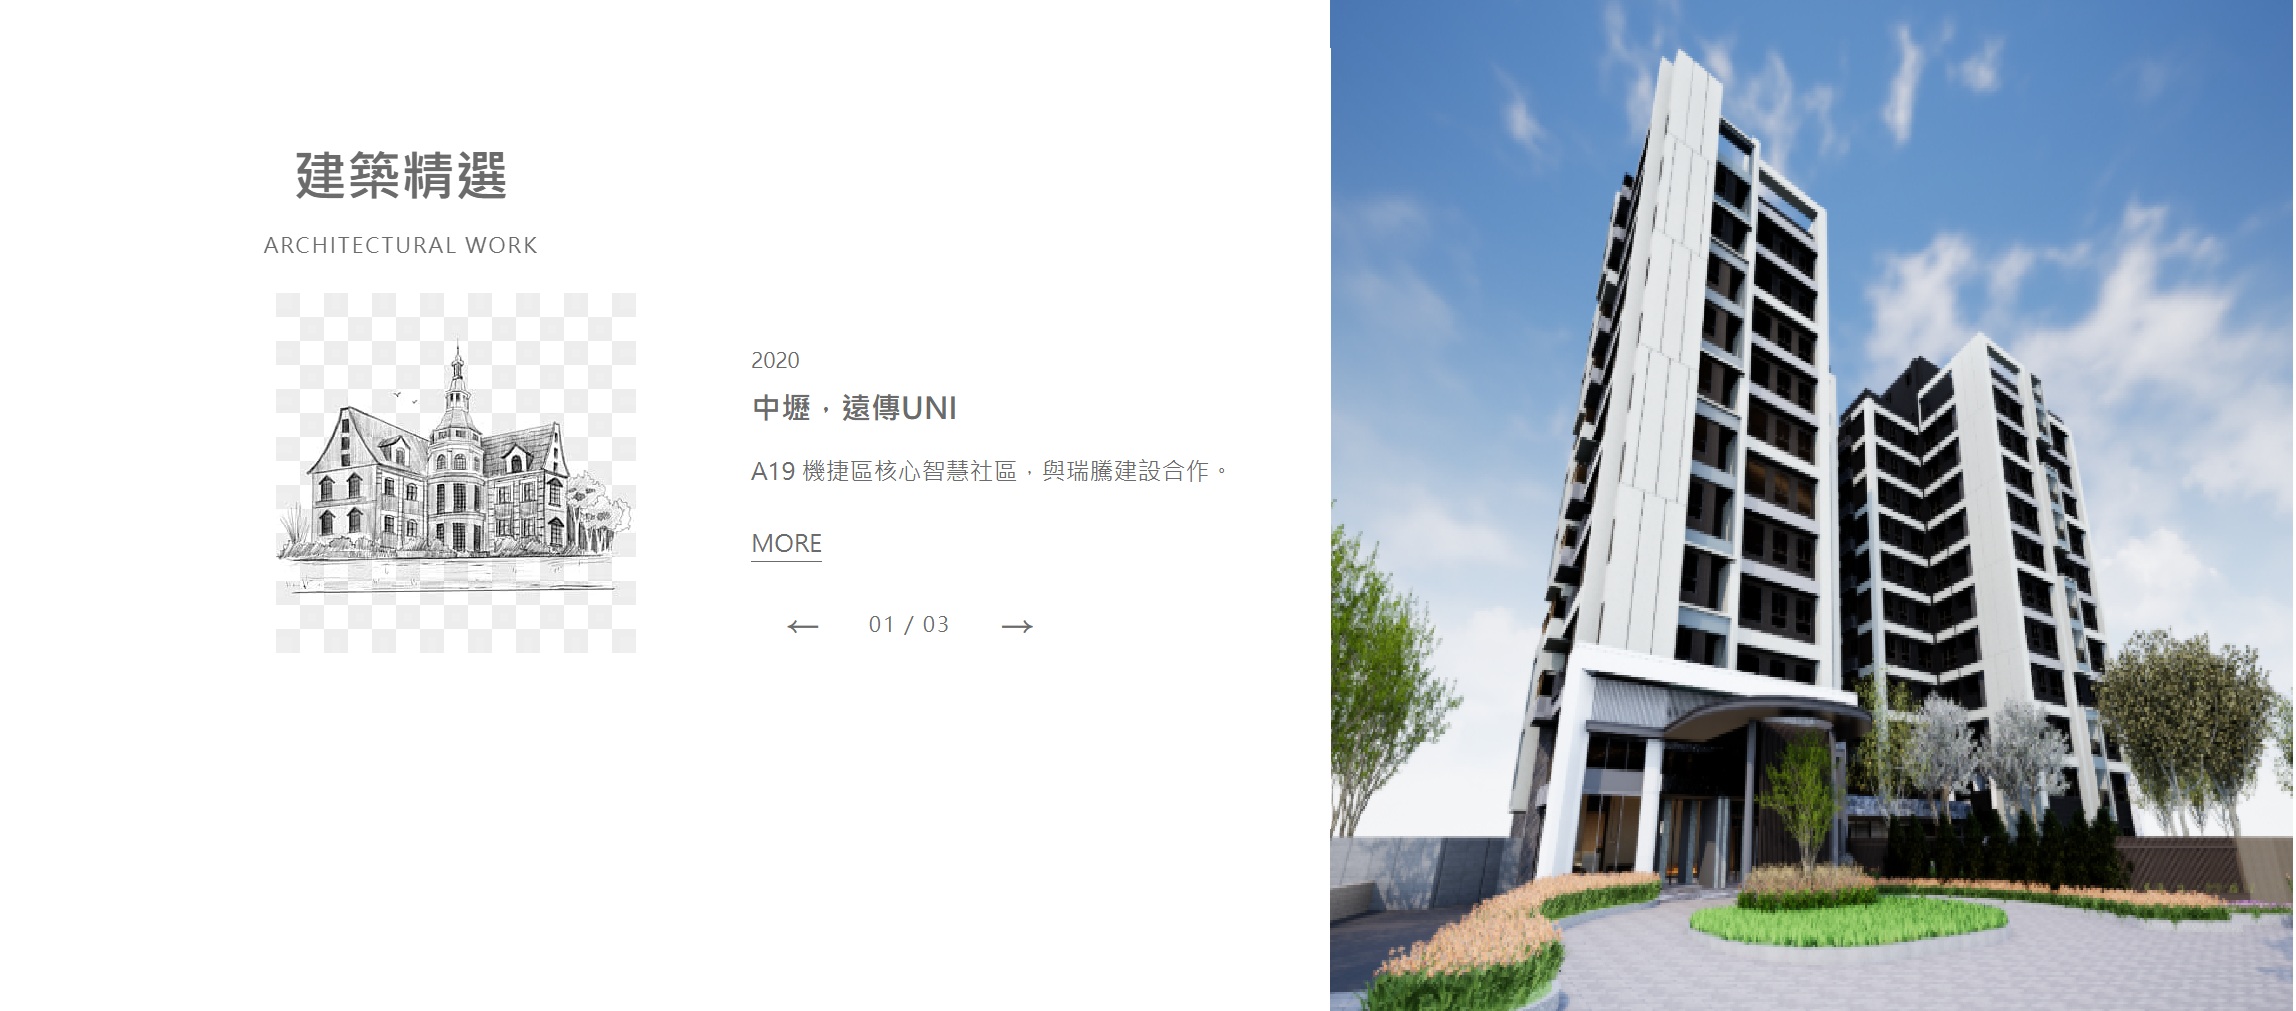 建築精選
ARCHITECTURAL WORK
2020
中壢，遠傳UNI
A19 機捷區核心智慧社區，與瑞騰建設合作。
MORE
← 01 / 03 →